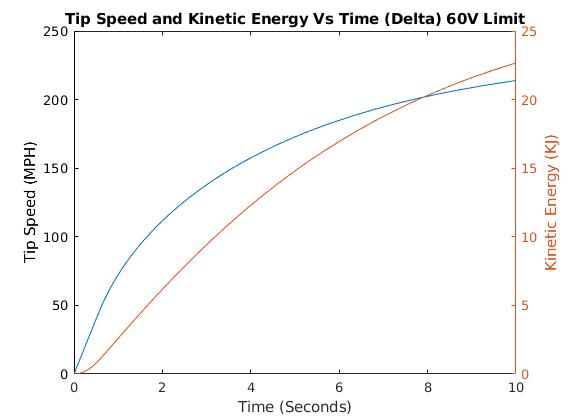 Tip Speed and Kinetic Energy Vs Time (Delta) 60V Limit
250
200
150
100
50
0
Tip Speed (MPH)
25
20
15
10
5
0
Kinetic Energy (KJ)
0 2 4 6 8 10
Time (Seconds)